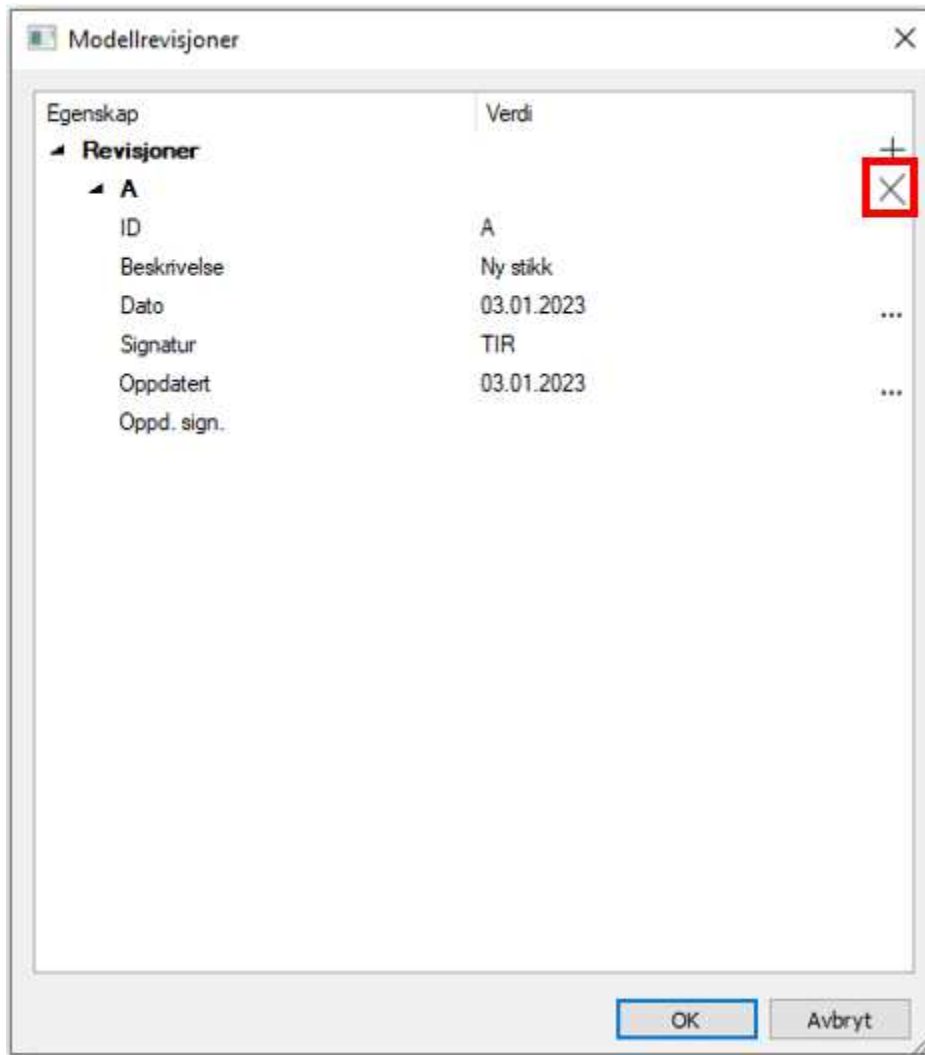 Modellrevisjoner
Egenskap Verdi
Revisjoner
A
ID A
Beskrivelse Ny stikk
Dato 03.01.2023 ...
Signatur TIR
Oppdatert 03.01.2023 ...
Oppd. sign.
OK Avbryt